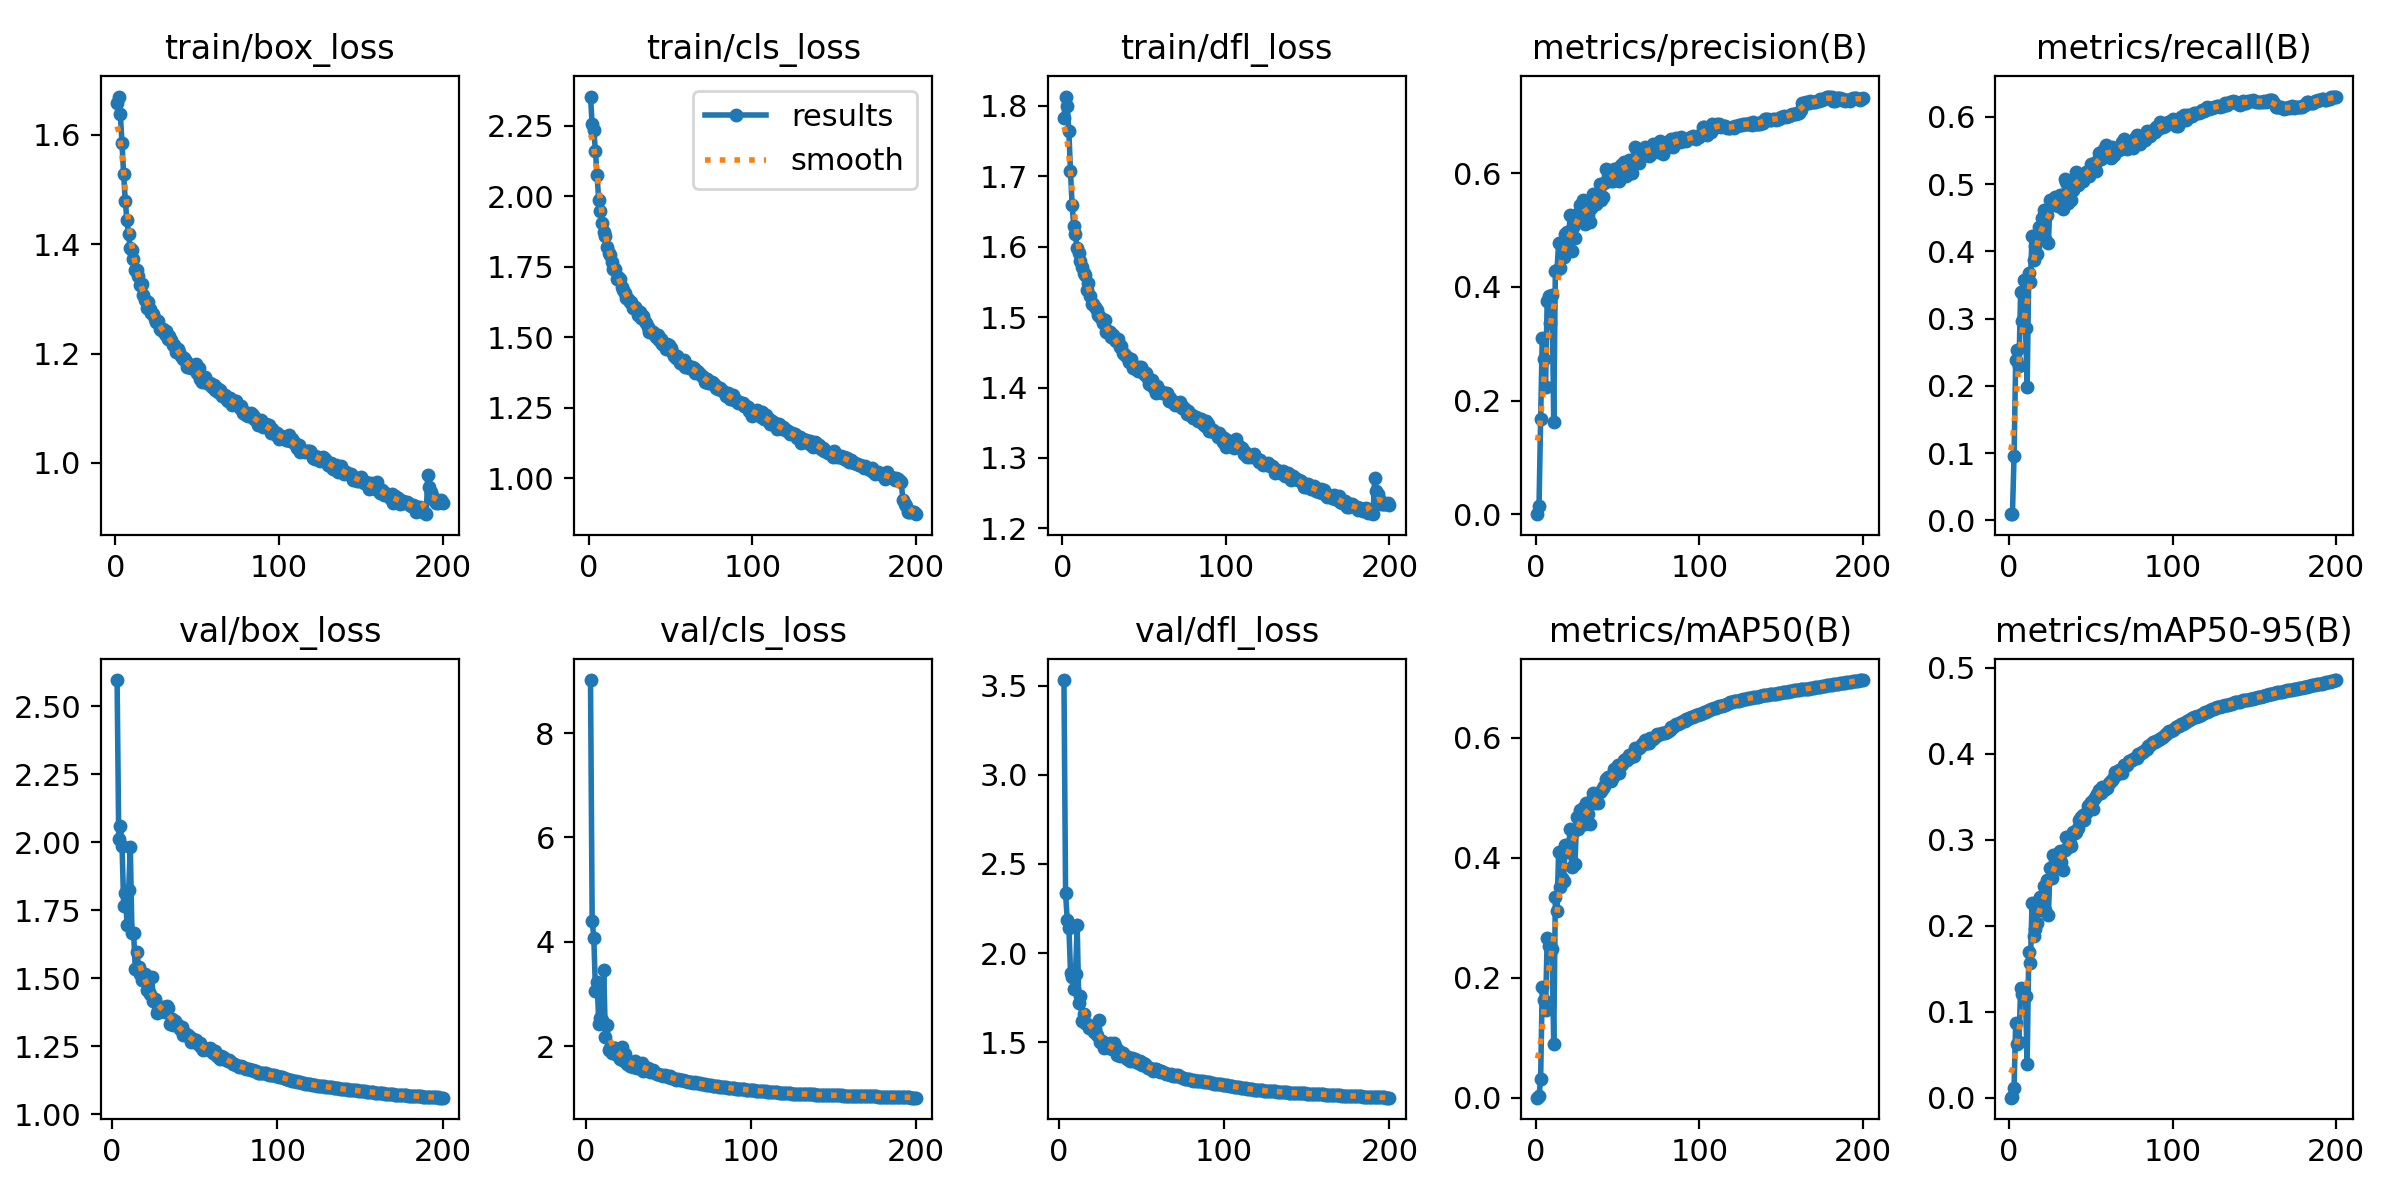 train/box_loss
1.6
1.4
1.2
1.0
0 100 200
train/cls_loss
results
smooth
2.25
2.00
1.75
1.50
1.25
1.00
0 100 200
train/dfl_loss
1.8
1.7
1.6
1.5
1.4
1.3
1.2
0 100 200
metrics/precision(B)
0.6
0.4
0.2
0.0
0 100 200
metrics/recall(B)
0.6
0.5
0.4
0.3
0.2
0.1
0.0
0 100 200
val/box_loss
2.50
2.25
2.00
1.75
1.50
1.25
1.00
0 100 200
val/cls_loss
8
6
4
2
0 100 200
val/dfl_loss
3.5
3.0
2.5
2.0
1.5
0 100 200
metrics/mAP50(B)
0.6
0.4
0.2
0.0
0 100 200
metrics/mAP50-95(B)
0.5
0.4
0.3
0.2
0.1
0.0
0 100 200